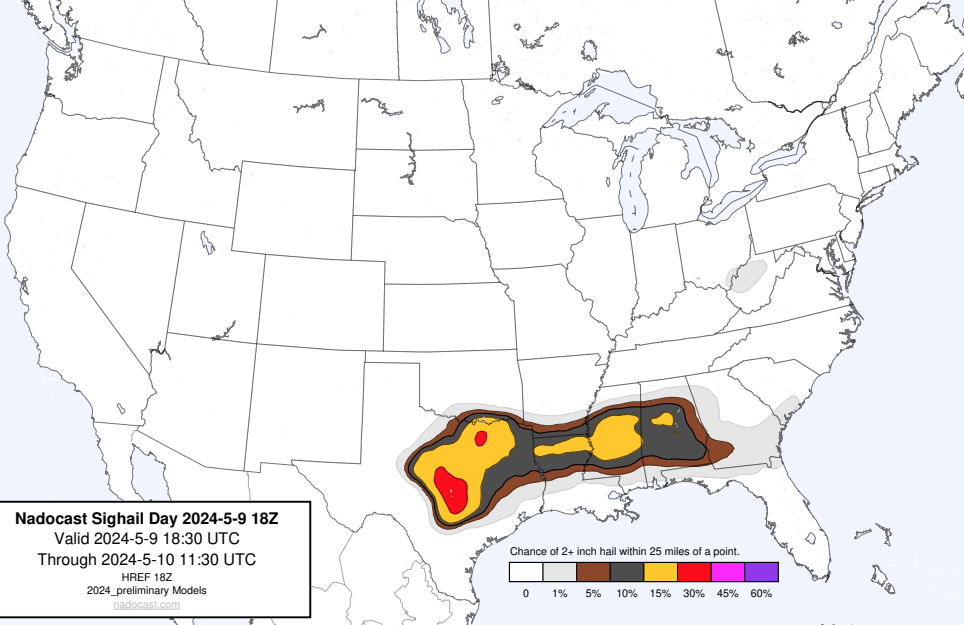 Nadocast Sighail Day 2024-5-9 18Z
Valid 2024-5-9 18:30 UTC
Through 2024-5-10 11:30 UTC
HREF 18Z
2024_preliminary Models
nadocast.com
Chance of 2+ inch hail within 25 miles of a point.
0 1% 5% 10% 15% 30% 45% 60%